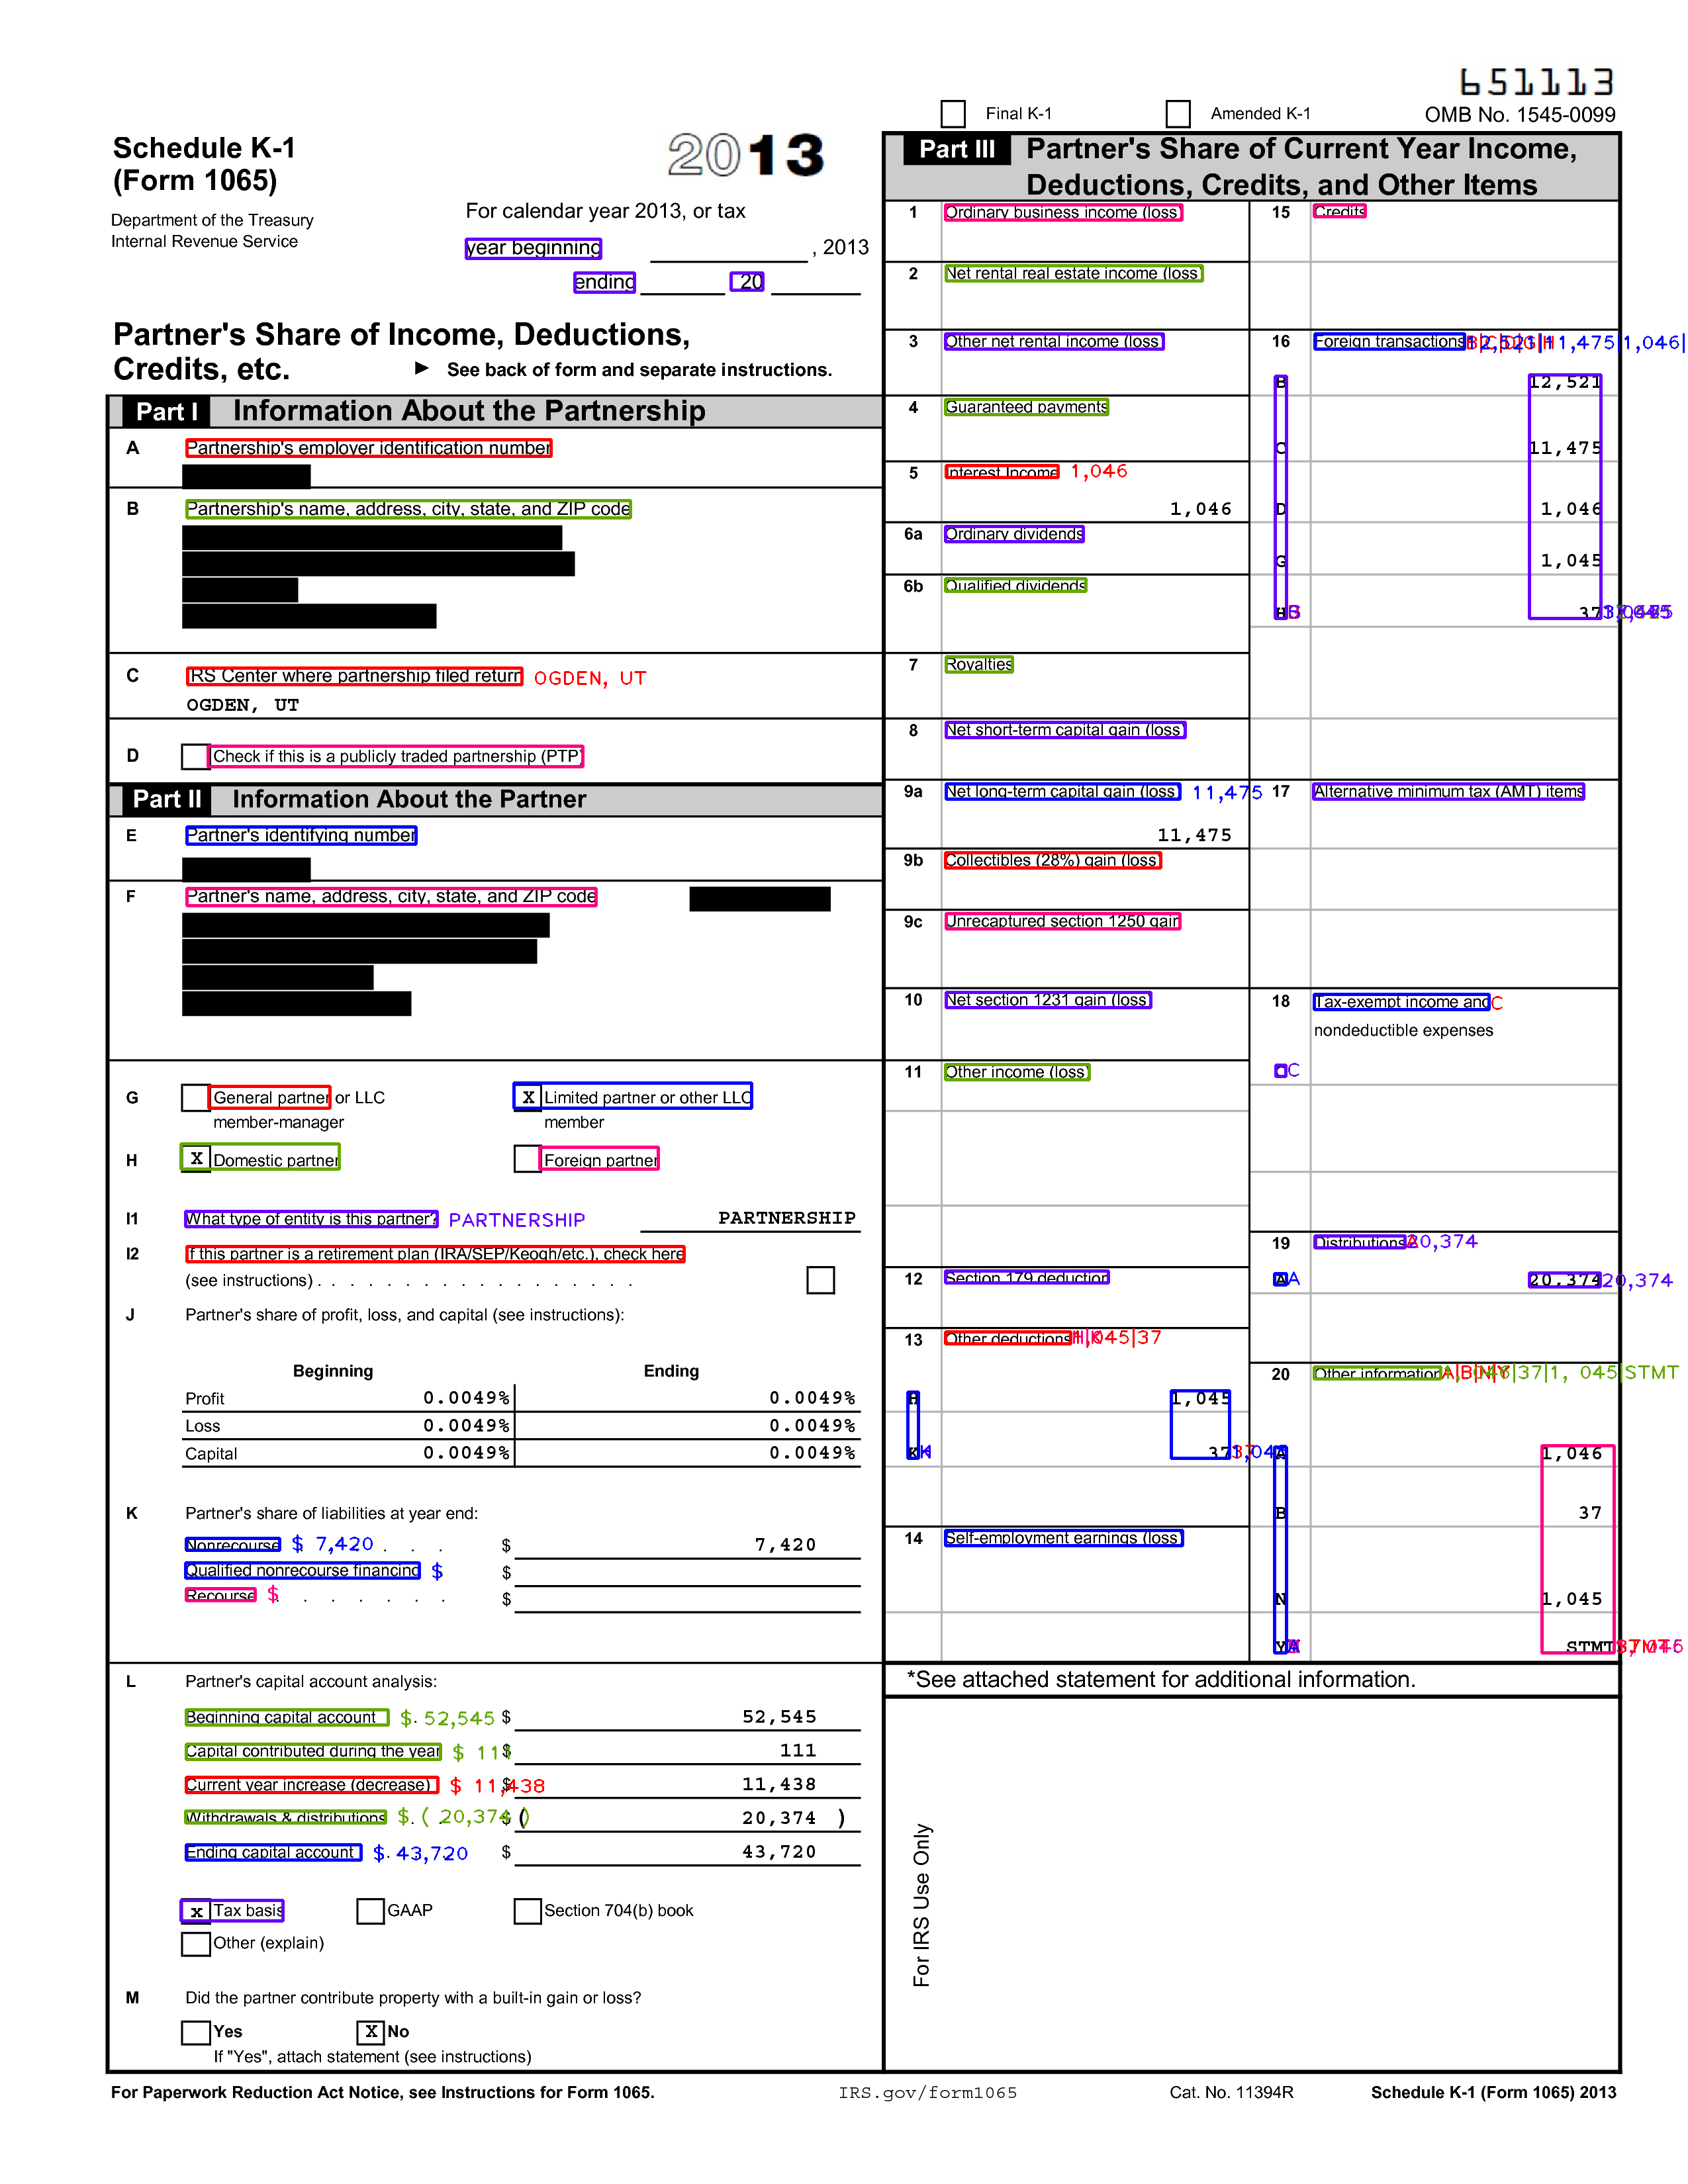 651113
Final K-1
Amended K-1
OMB No. 1545-0099
Schedule K-1
(Form 1065)
2013
Department of the Treasury
Internal Revenue Service
For calendar year 2013, or tax
year beginning , 2013
ending 20
Partner's Share of Income, Deductions,
Credits, etc.
► See back of form and separate instructions.
Part I Information About the Partnership
A Partnership's employer identification number
B Partnership's name, address, city, state, and ZIP code
C IRS Center where partnership filed return OGDEN, UT
OGDEN, UT
D Check if this is a publicly traded partnership (PTP)
Part II Information About the Partner
E Partner's identifying number
F Partner's name, address, city, state, and ZIP code
G General partner or LLC
member-manager
X Limited partner or other LLC
member
H X Domestic partner
Foreign partner
I1 What type of entity is this partner? PARTNERSHIP PARTNERSHIP
I2 If this partner is a retirement plan (IRA/SEP/Keogh/etc.), check here
(see instructions) . . . . . . . . . . . . . . . . .
J Partner's share of profit, loss, and capital (see instructions):
Beginning Ending
Profit 0.0049% 0.0049%
Loss 0.0049% 0.0049%
Capital 0.0049% 0.0049%
K Partner's share of liabilities at year end:
Nonrecourse $ 7,420 . . $ 7,420
Qualified nonrecourse financing $ $
Recourse $ . . . . . . $
L Partner's capital account analysis:
Beginning capital account $. 52,545 $ 52,545
Capital contributed during the year $ 111 $ 111
Current year increase (decrease) $ 11,438 $ 11,438
Withdrawals & distributions $. ( 20,374 ) $ ( 20,374 )
Ending capital account $. 43,720 $ 43,720
x Tax basis
GAAP
Section 704(b) book
Other (explain)
M Did the partner contribute property with a built-in gain or loss?
Yes
X No
If "Yes", attach statement (see instructions)
Part III Partner's Share of Current Year Income,
Deductions, Credits, and Other Items
1 Ordinary business income (loss)
2 Net rental real estate income (loss)
3 Other net rental income (loss)
4 Guaranteed payments
5 Interest Income 1,046
1,046
6a Ordinary dividends
6b Qualified dividends
7 Royalties
8 Net short-term capital gain (loss)
9a Net long-term capital gain (loss) 11,475
11,475
9b Collectibles (28%) gain (loss)
9c Unrecaptured section 1250 gain
10 Net section 1231 gain (loss)
11 Other income (loss)
12 Section 179 deduction
13 Other deductions 1,045|37
H 1,045
K 37
14 Self-employment earnings (loss)
15 Credits
16 Foreign transactions 12,521|11,475|1,046|
B 12,521
C 11,475
D 1,046
G 1,045
H 37
17 Alternative minimum tax (AMT) items
18 Tax-exempt income and C
nondeductible expenses
C
19 Distributions 20,374
A A 20,374 20,374
20 Other information A|B|N|Y 1,046|37|1, 045|STMT
A 1,046
B 37
N 1,045
Y STMT
*See attached statement for additional information.
For IRS Use Only
For Paperwork Reduction Act Notice, see Instructions for Form 1065.
IRS.gov/form1065
Cat. No. 11394R
Schedule K-1 (Form 1065) 2013